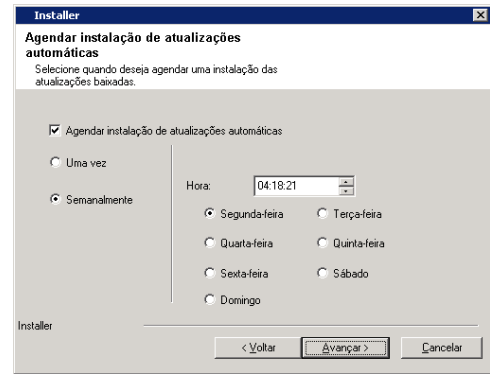 Installer
Agendar instalação de atualizações
automáticas
Selecione quando deseja agendar uma instalação das
atualizações baixadas.
Agendar instalação de atualizações automáticas
Uma vez
Semanalmente
Hora: 04:18:21
Segunda-feira Terça-feira
Quarta-feira Quinta-feira
Sexta-feira Sábado
Domingo
Installer
< Voltar Avançar > Cancelar